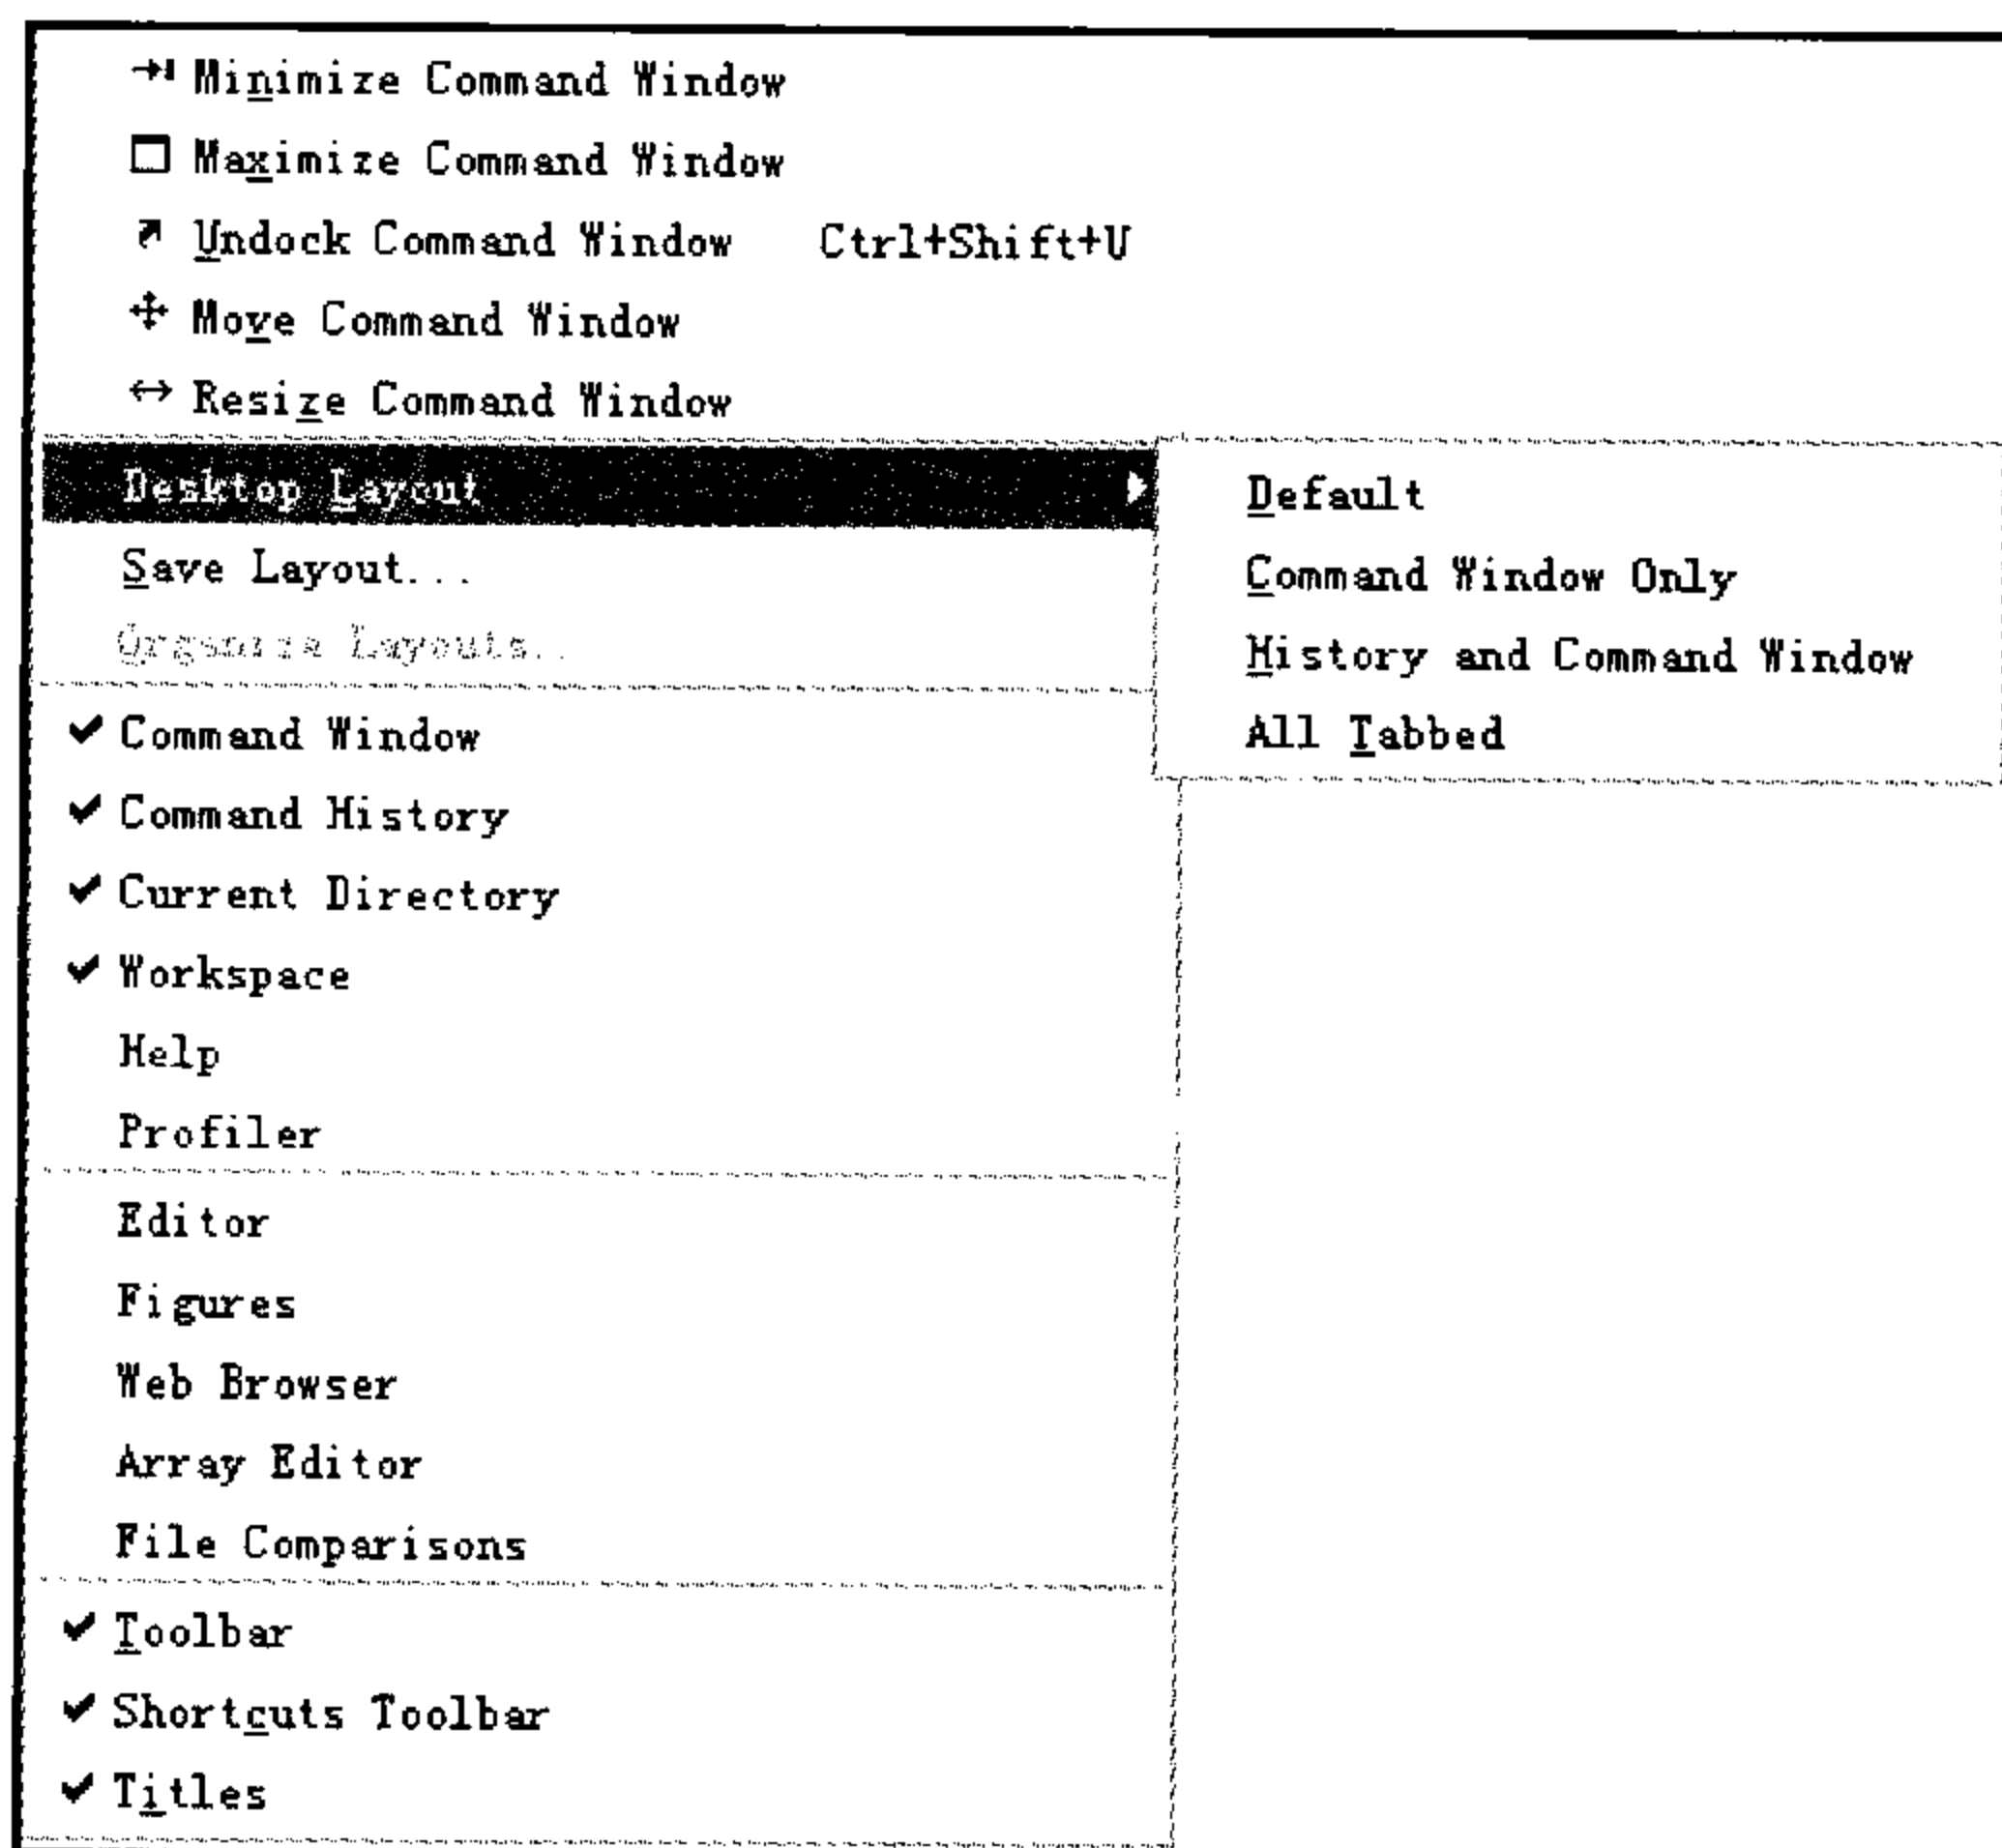 Minimize Command Window
Maximize Command Window
Undock Command Window Ctrl+Shift+U
Move Command Window
Resize Command Window
Desktop Layout
Save Layout...
Organize Layouts...
Command Window
Command History
Current Directory
Workspace
Help
Profiler
Editor
Figures
Web Browser
Array Editor
File Comparisons
Toolbar
Shortcuts Toolbar
Titles
Default
Command Window Only
History and Command Window
All Tabbed